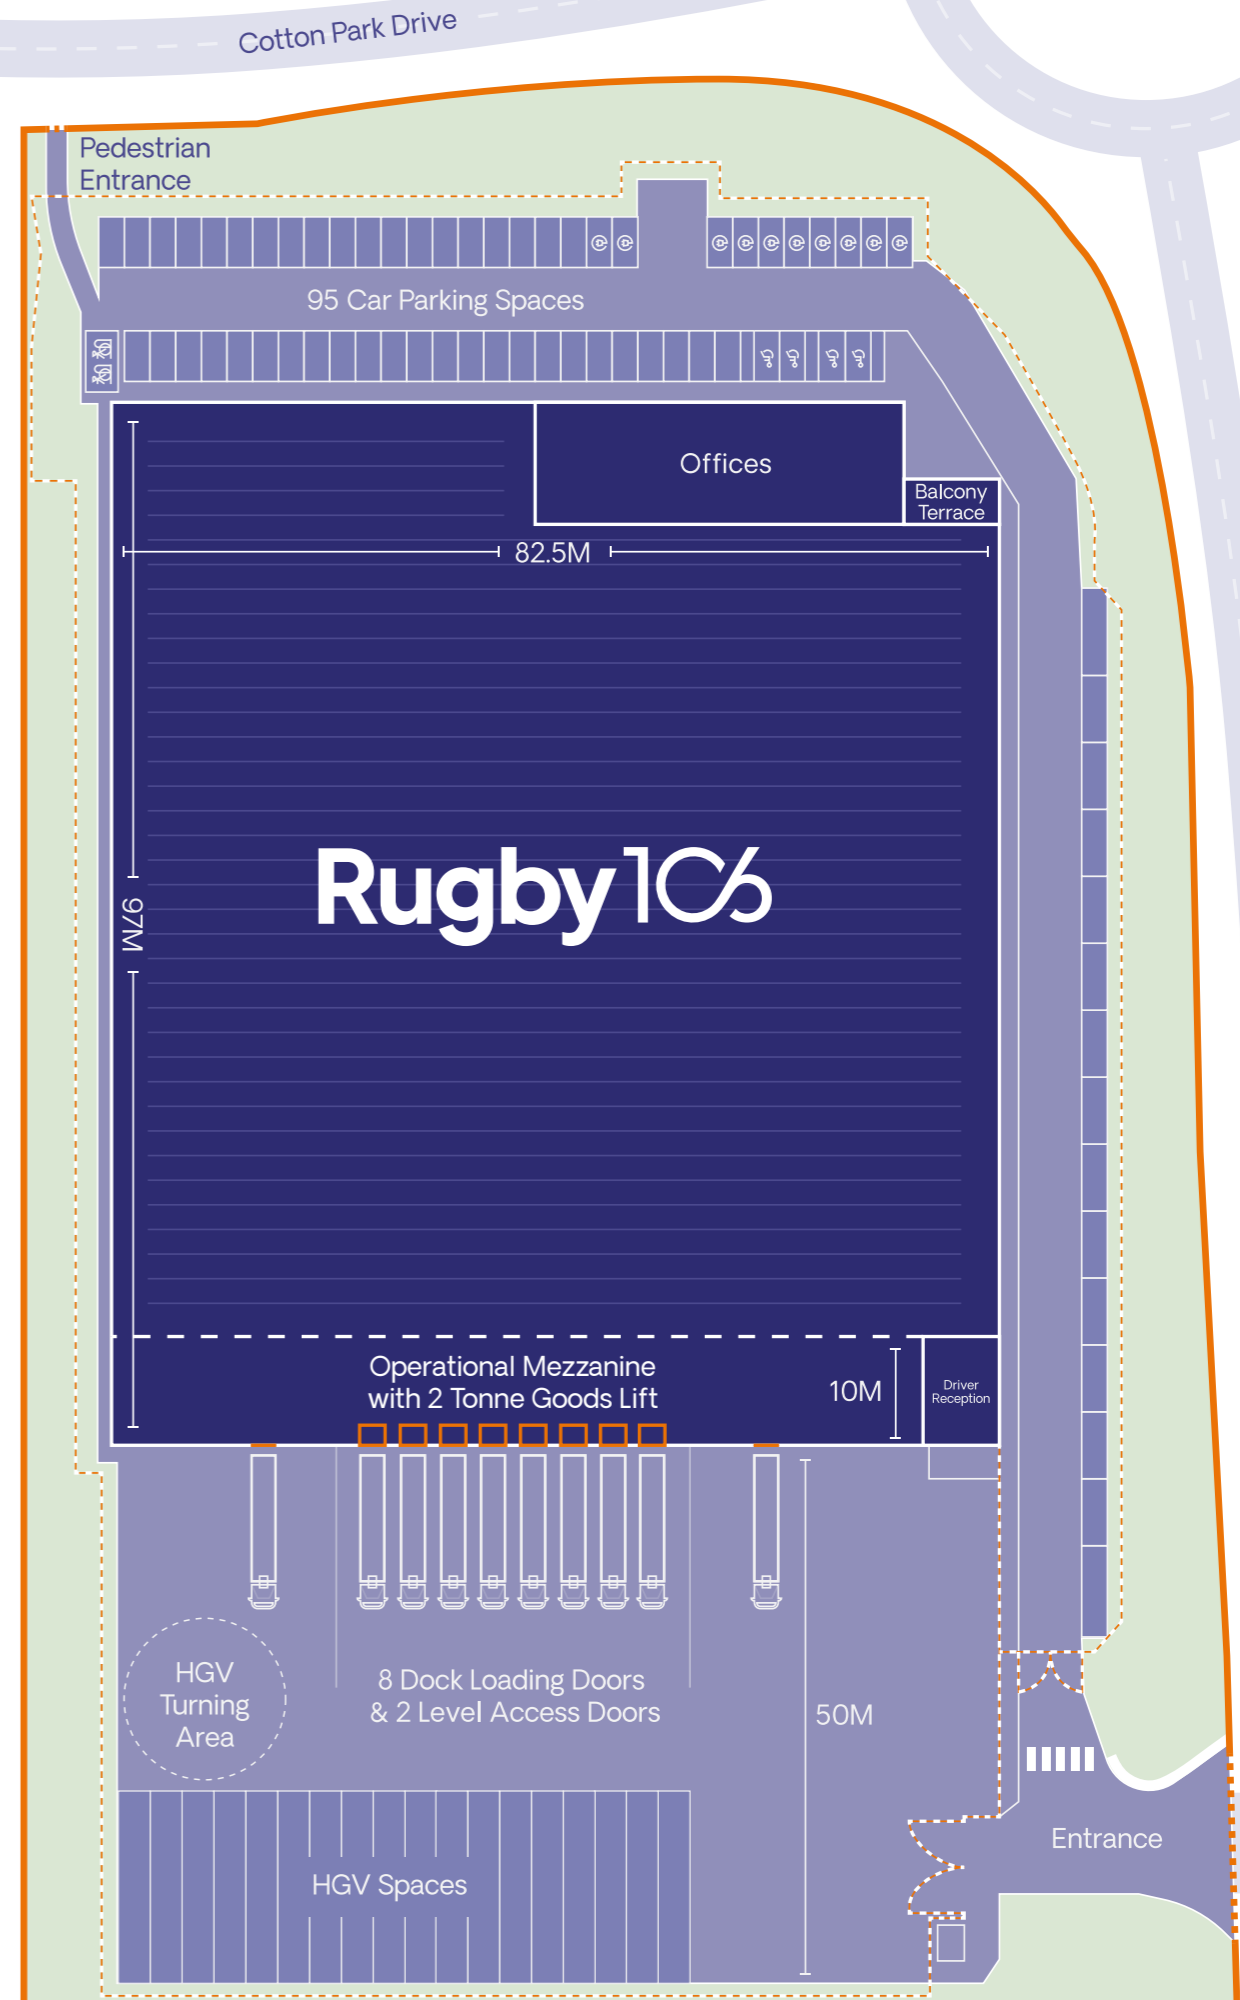 Cotton Park Drive
Pedestrian
Entrance
95 Car Parking Spaces
Offices
Balcony
Terrace
82.5M
Rugby106
97M
Operational Mezzanine
with 2 Tonne Goods Lift
10M
Driver
Reception
HGV
Turning
Area
8 Dock Loading Doors
& 2 Level Access Doors
50M
Entrance
HGV Spaces